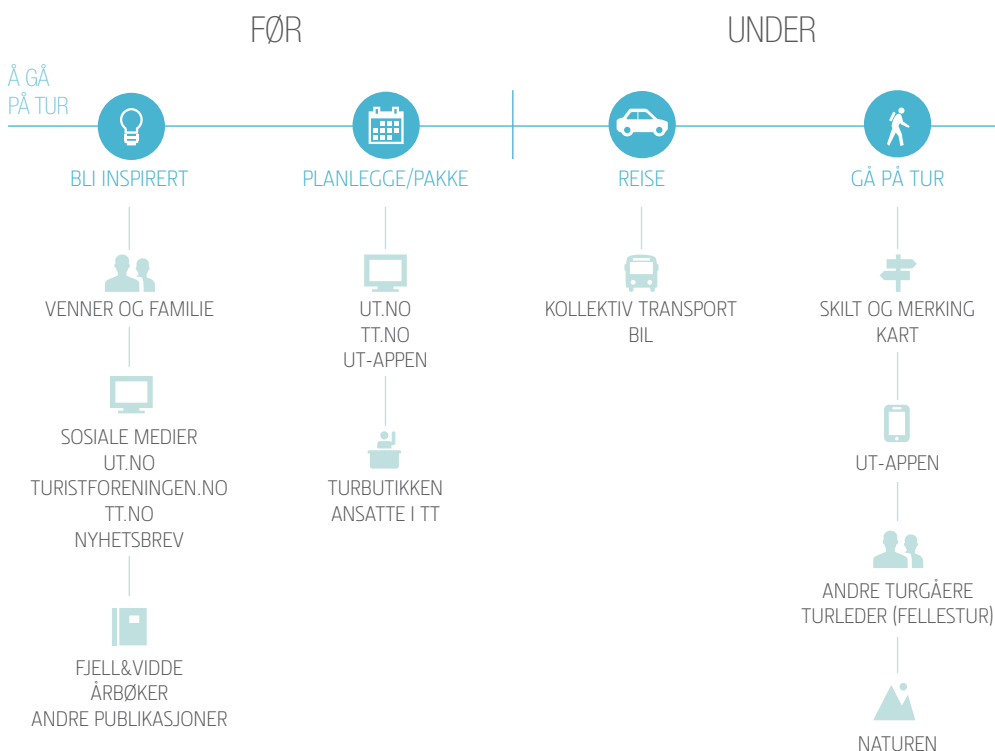 FØR
UNDER
Å GÅ
PÅ TUR
BLI INSPIRERT
PLANLEGGE/PAKKE
REISE
GÅ PÅ TUR
VENNER OG FAMILIE
SOSIALE MEDIER
UT.NO
TURISTFORENINGEN.NO
TT.NO
NYHETSBREV
FJELL&VIDDE
ÅRBØKER
ANDRE PUBLIKASJONER
UT.NO
TT.NO
UT-APPEN
TURBUTIKKEN
ANSATTE I TT
KOLLEKTIV TRANSPORT
BIL
SKILT OG MERKING
KART
UT-APPEN
ANDRE TURGÅERE
TURLEDER (FELLESTUR)
NATUREN